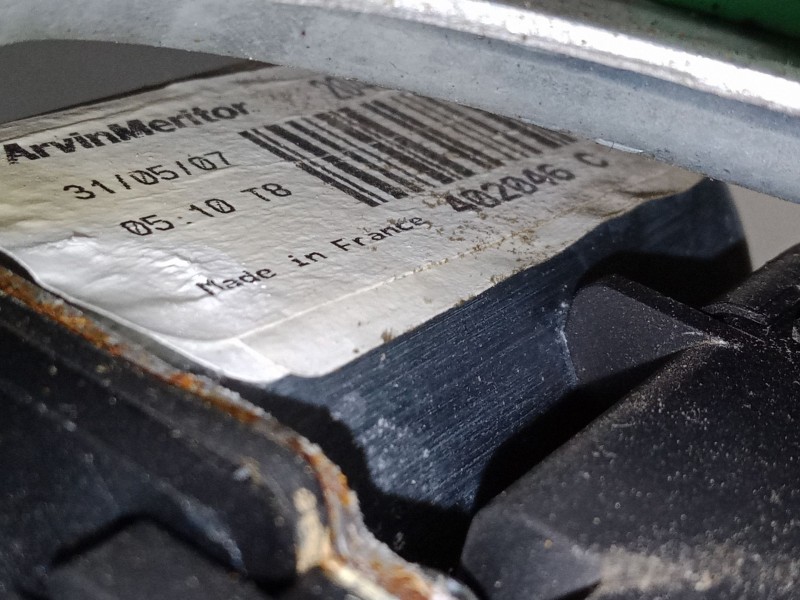 ArvinMeritor
31/05/07
05:10 T8
402046 C
Made in France